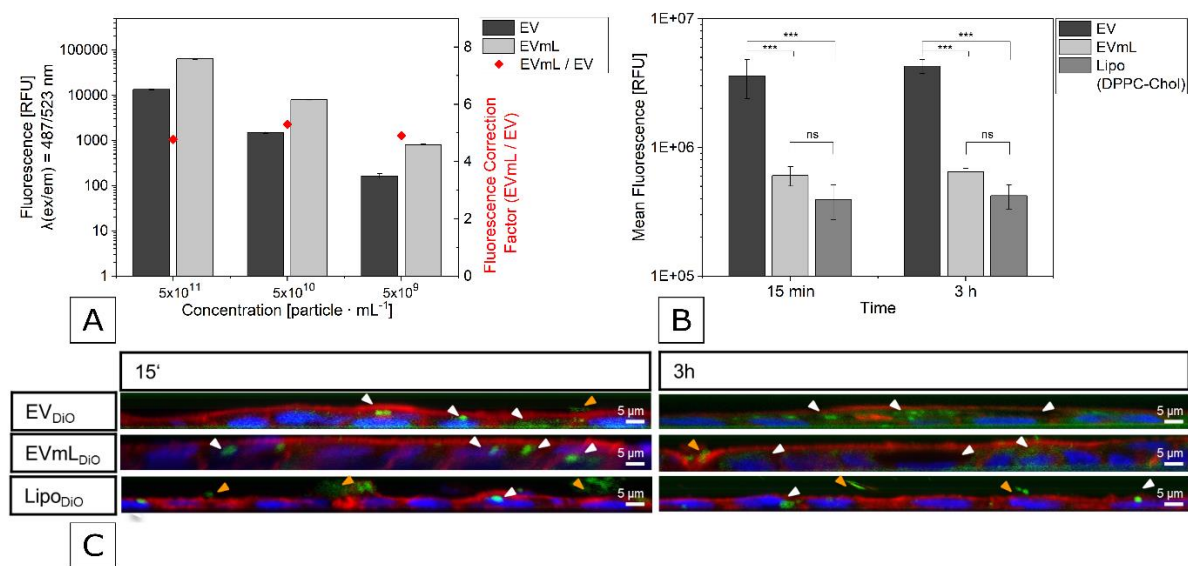 EV
EVmL
EVmL / EV
100000
10000
1000
100
10
1
Fluorescence [RFU]
λ(ex/em) = 487/523 nm
8
6
4
2
0
Fluorescence Correction
Factor (EVmL / EV)
5x10¹¹
5x10¹⁰
5x10⁹
Concentration [particle · mL⁻¹]
A
1E+07
1E+06
1E+05
Mean Fluorescence [RFU]
***
***
ns
***
***
ns
EV
EVmL
Lipo
(DPPC-Chol)
15 min
3 h
Time
B
15‘
3h
EV_DiO
5 µm
5 µm
EVmL_DiO
5 µm
5 µm
Lipo_DiO
5 µm
5 µm
C